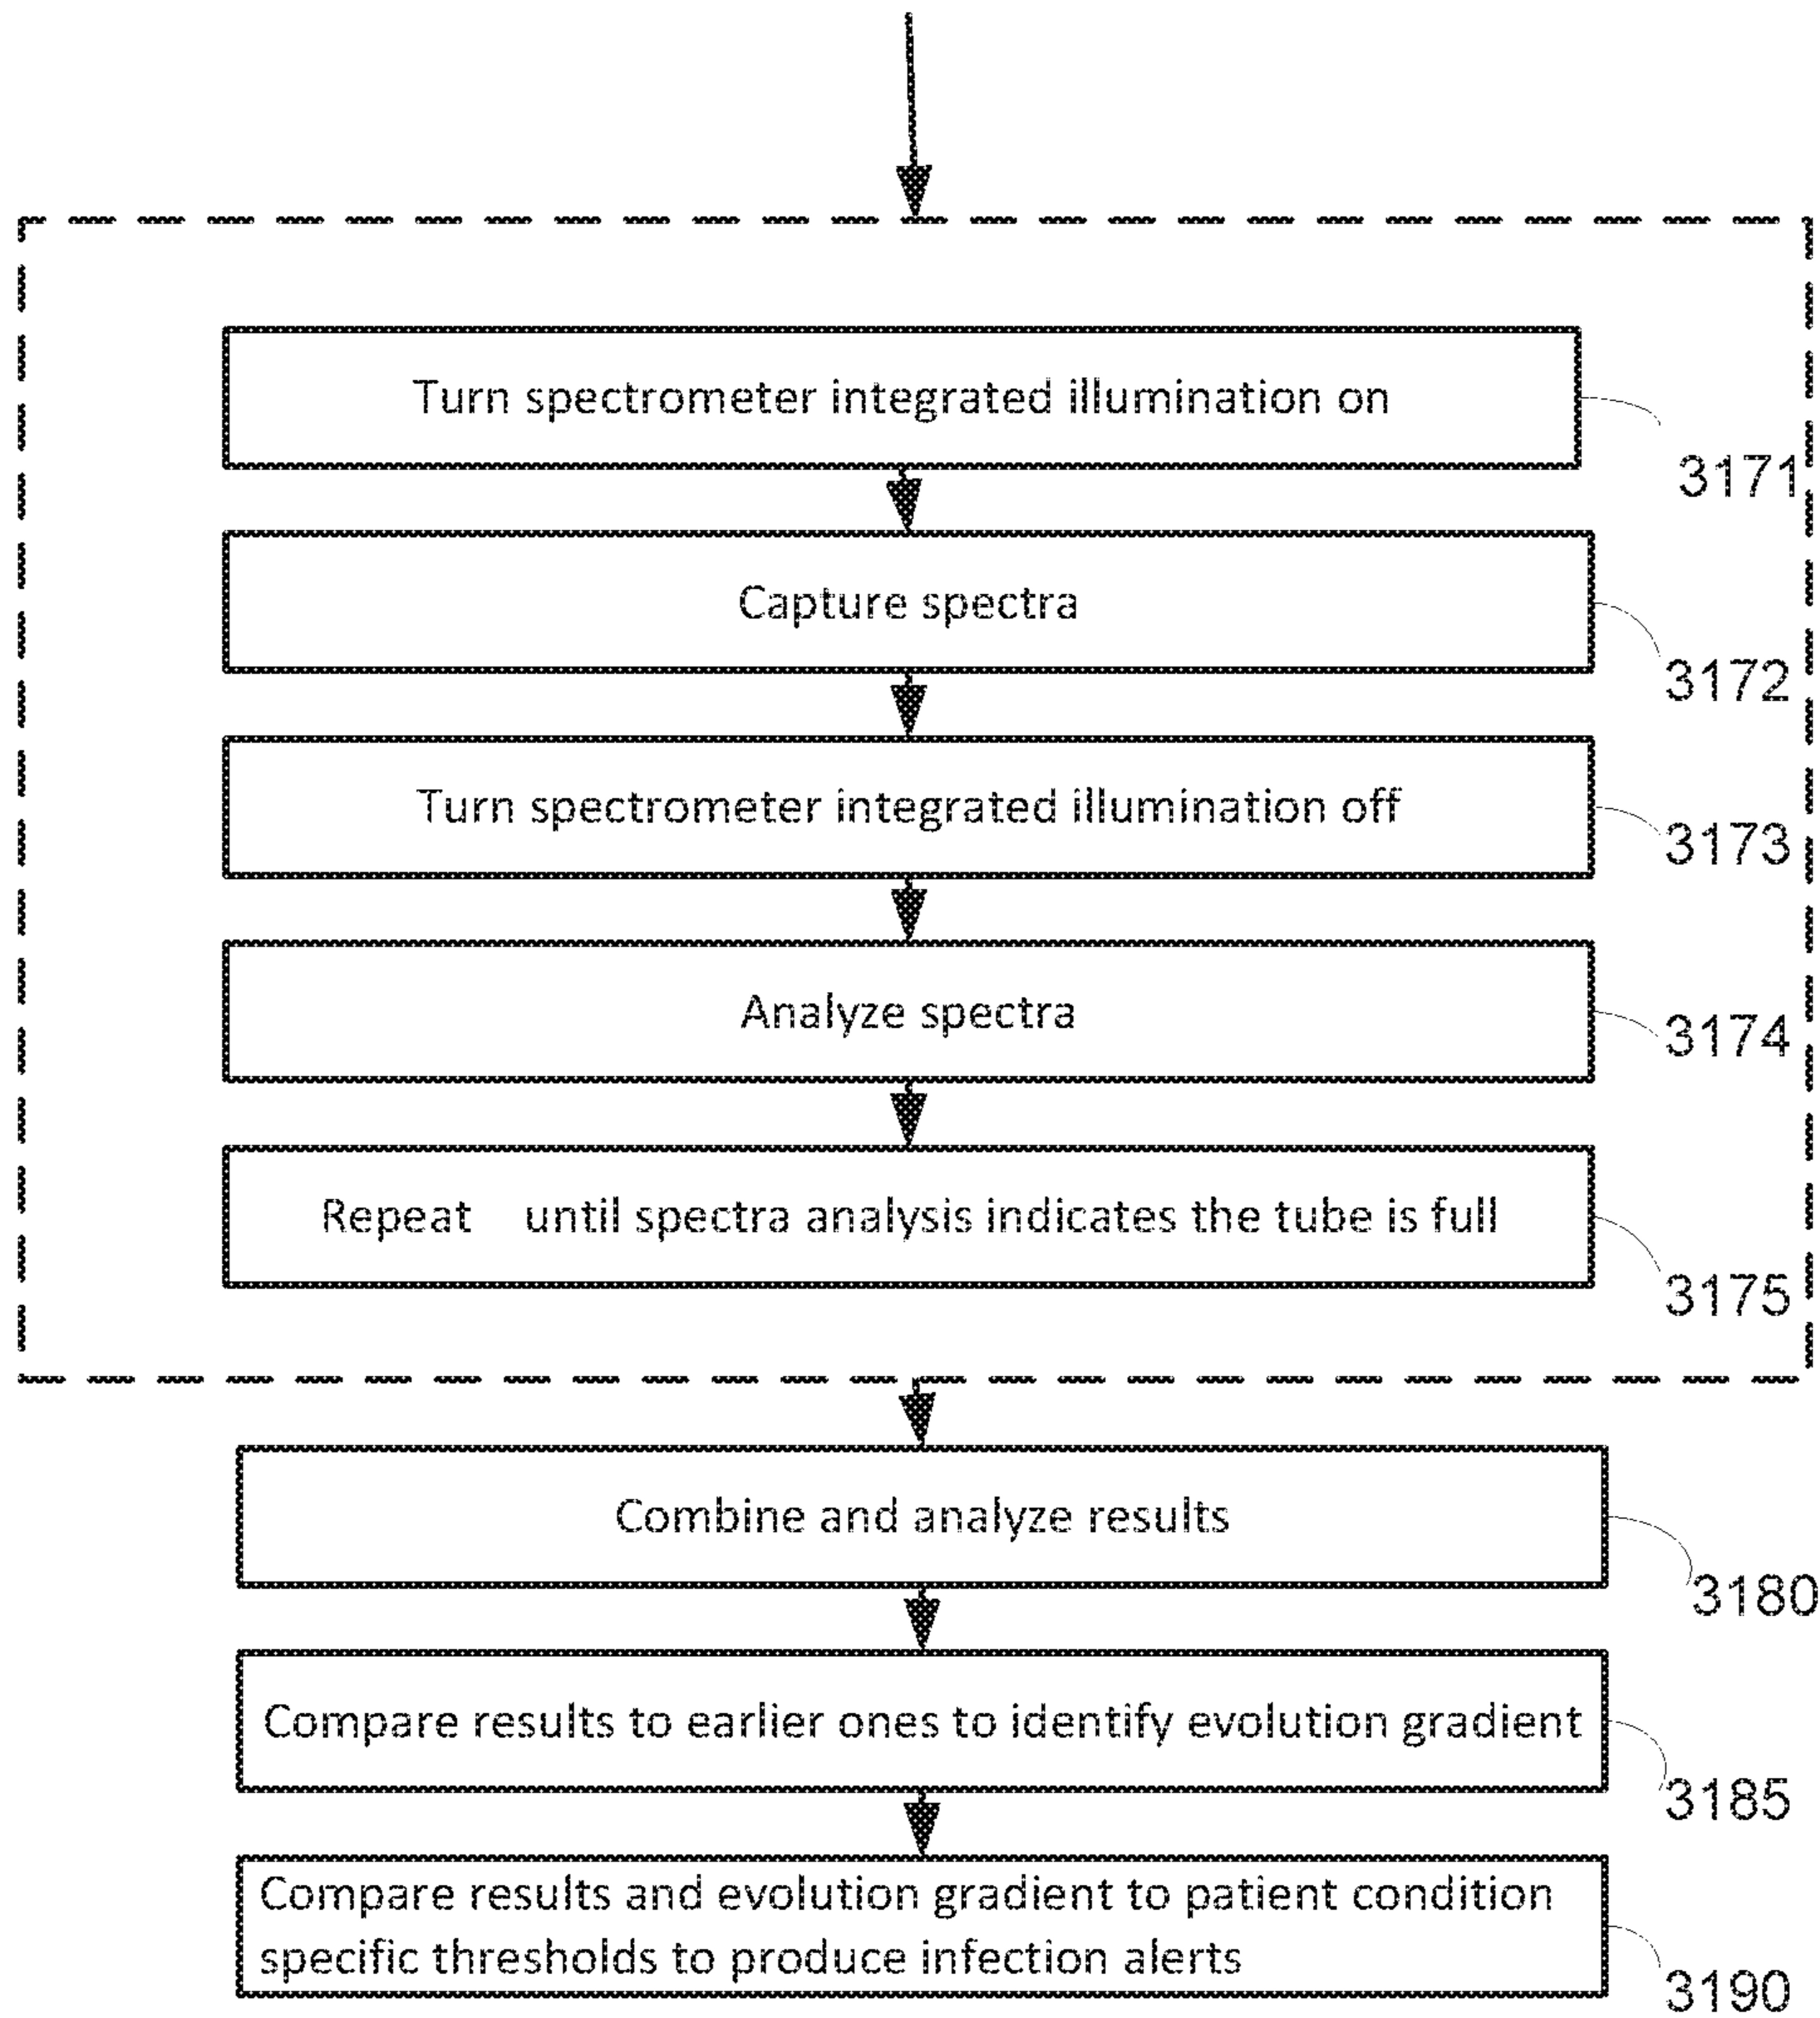 Turn spectrometer integrated illumination on
3171
Capture spectra
3172
Turn spectrometer integrated illumination off
3173
Analyze spectra
3174
Repeat until spectra analysis indicates the tube is full
3175
Combine and analyze results
3180
Compare results to earlier ones to identify evolution gradient
3185
Compare results and evolution gradient to patient condition
specific thresholds to produce infection alerts
3190